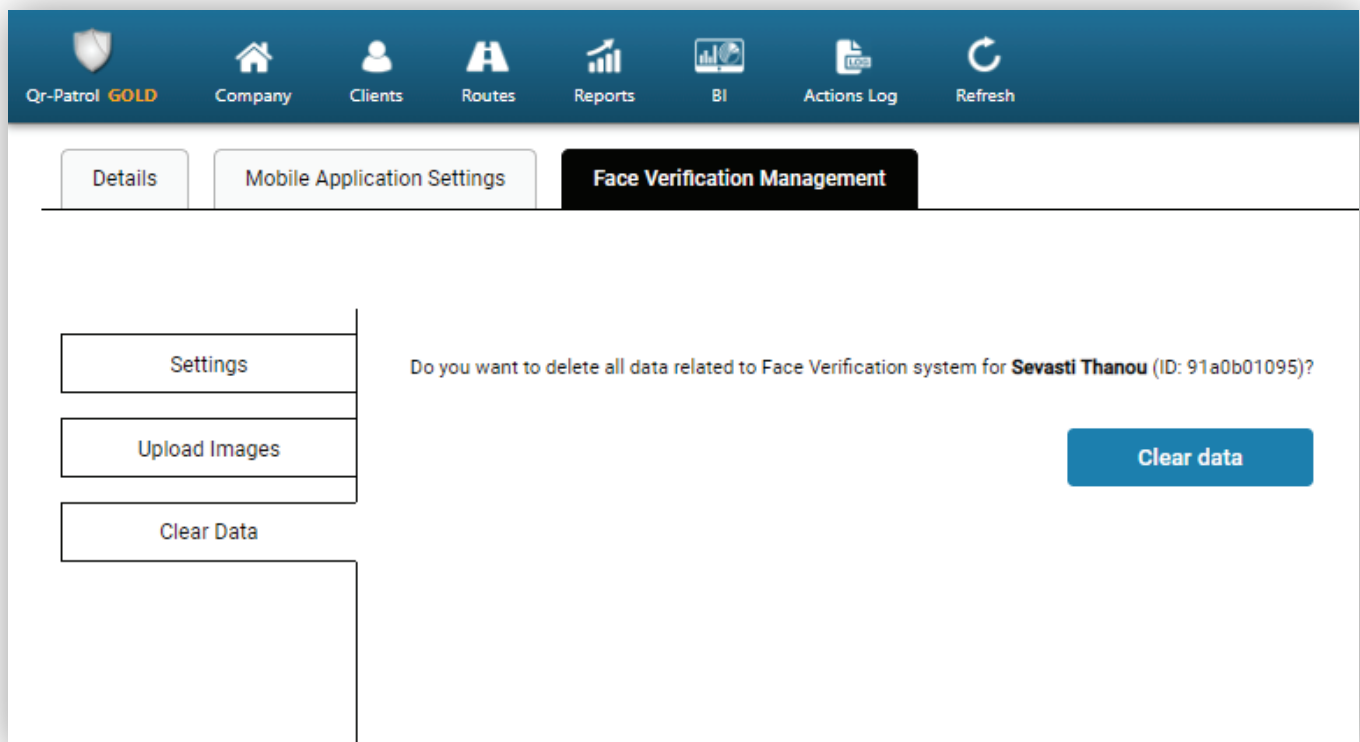 LOG
Qr-Patrol GOLD Company Clients Routes Reports BI Actions Log Refresh
Details Mobile Application Settings Face Verification Management
Settings
Do you want to delete all data related to Face Verification system for Sevasti Thanou (ID: 91a0b01095)?
Upload Images
Clear data
Clear Data